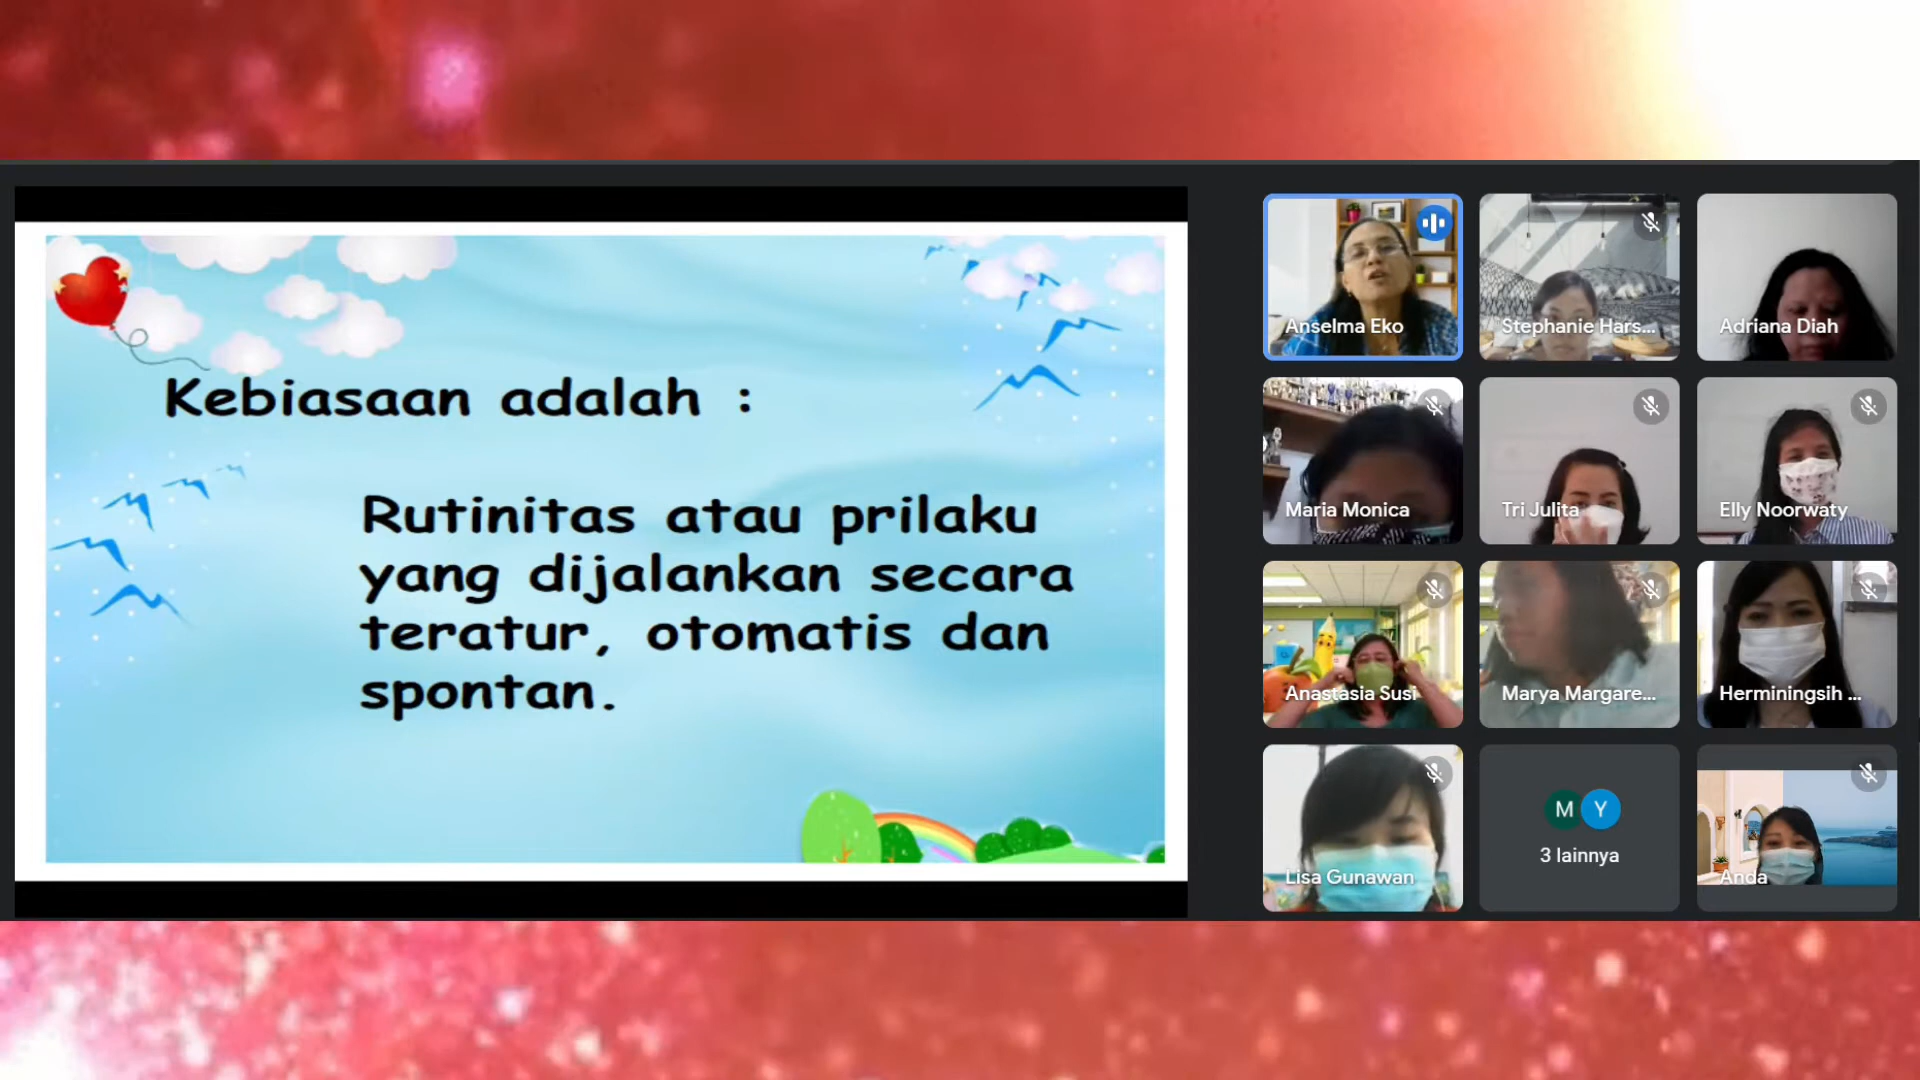 Kebiasaan adalah :
Rutinitas atau prilaku
yang dijalankan secara
teratur, otomatis dan
spontan.
Anselma Eko
Stephanie Hars...
Adriana Diah
Maria Monica
Tri Julita
Elly Noorwaty
Anastasia Susi
Marya Margare...
Herminingsih ...
Lisa Gunawan
M Y
3 lainnya
Anda